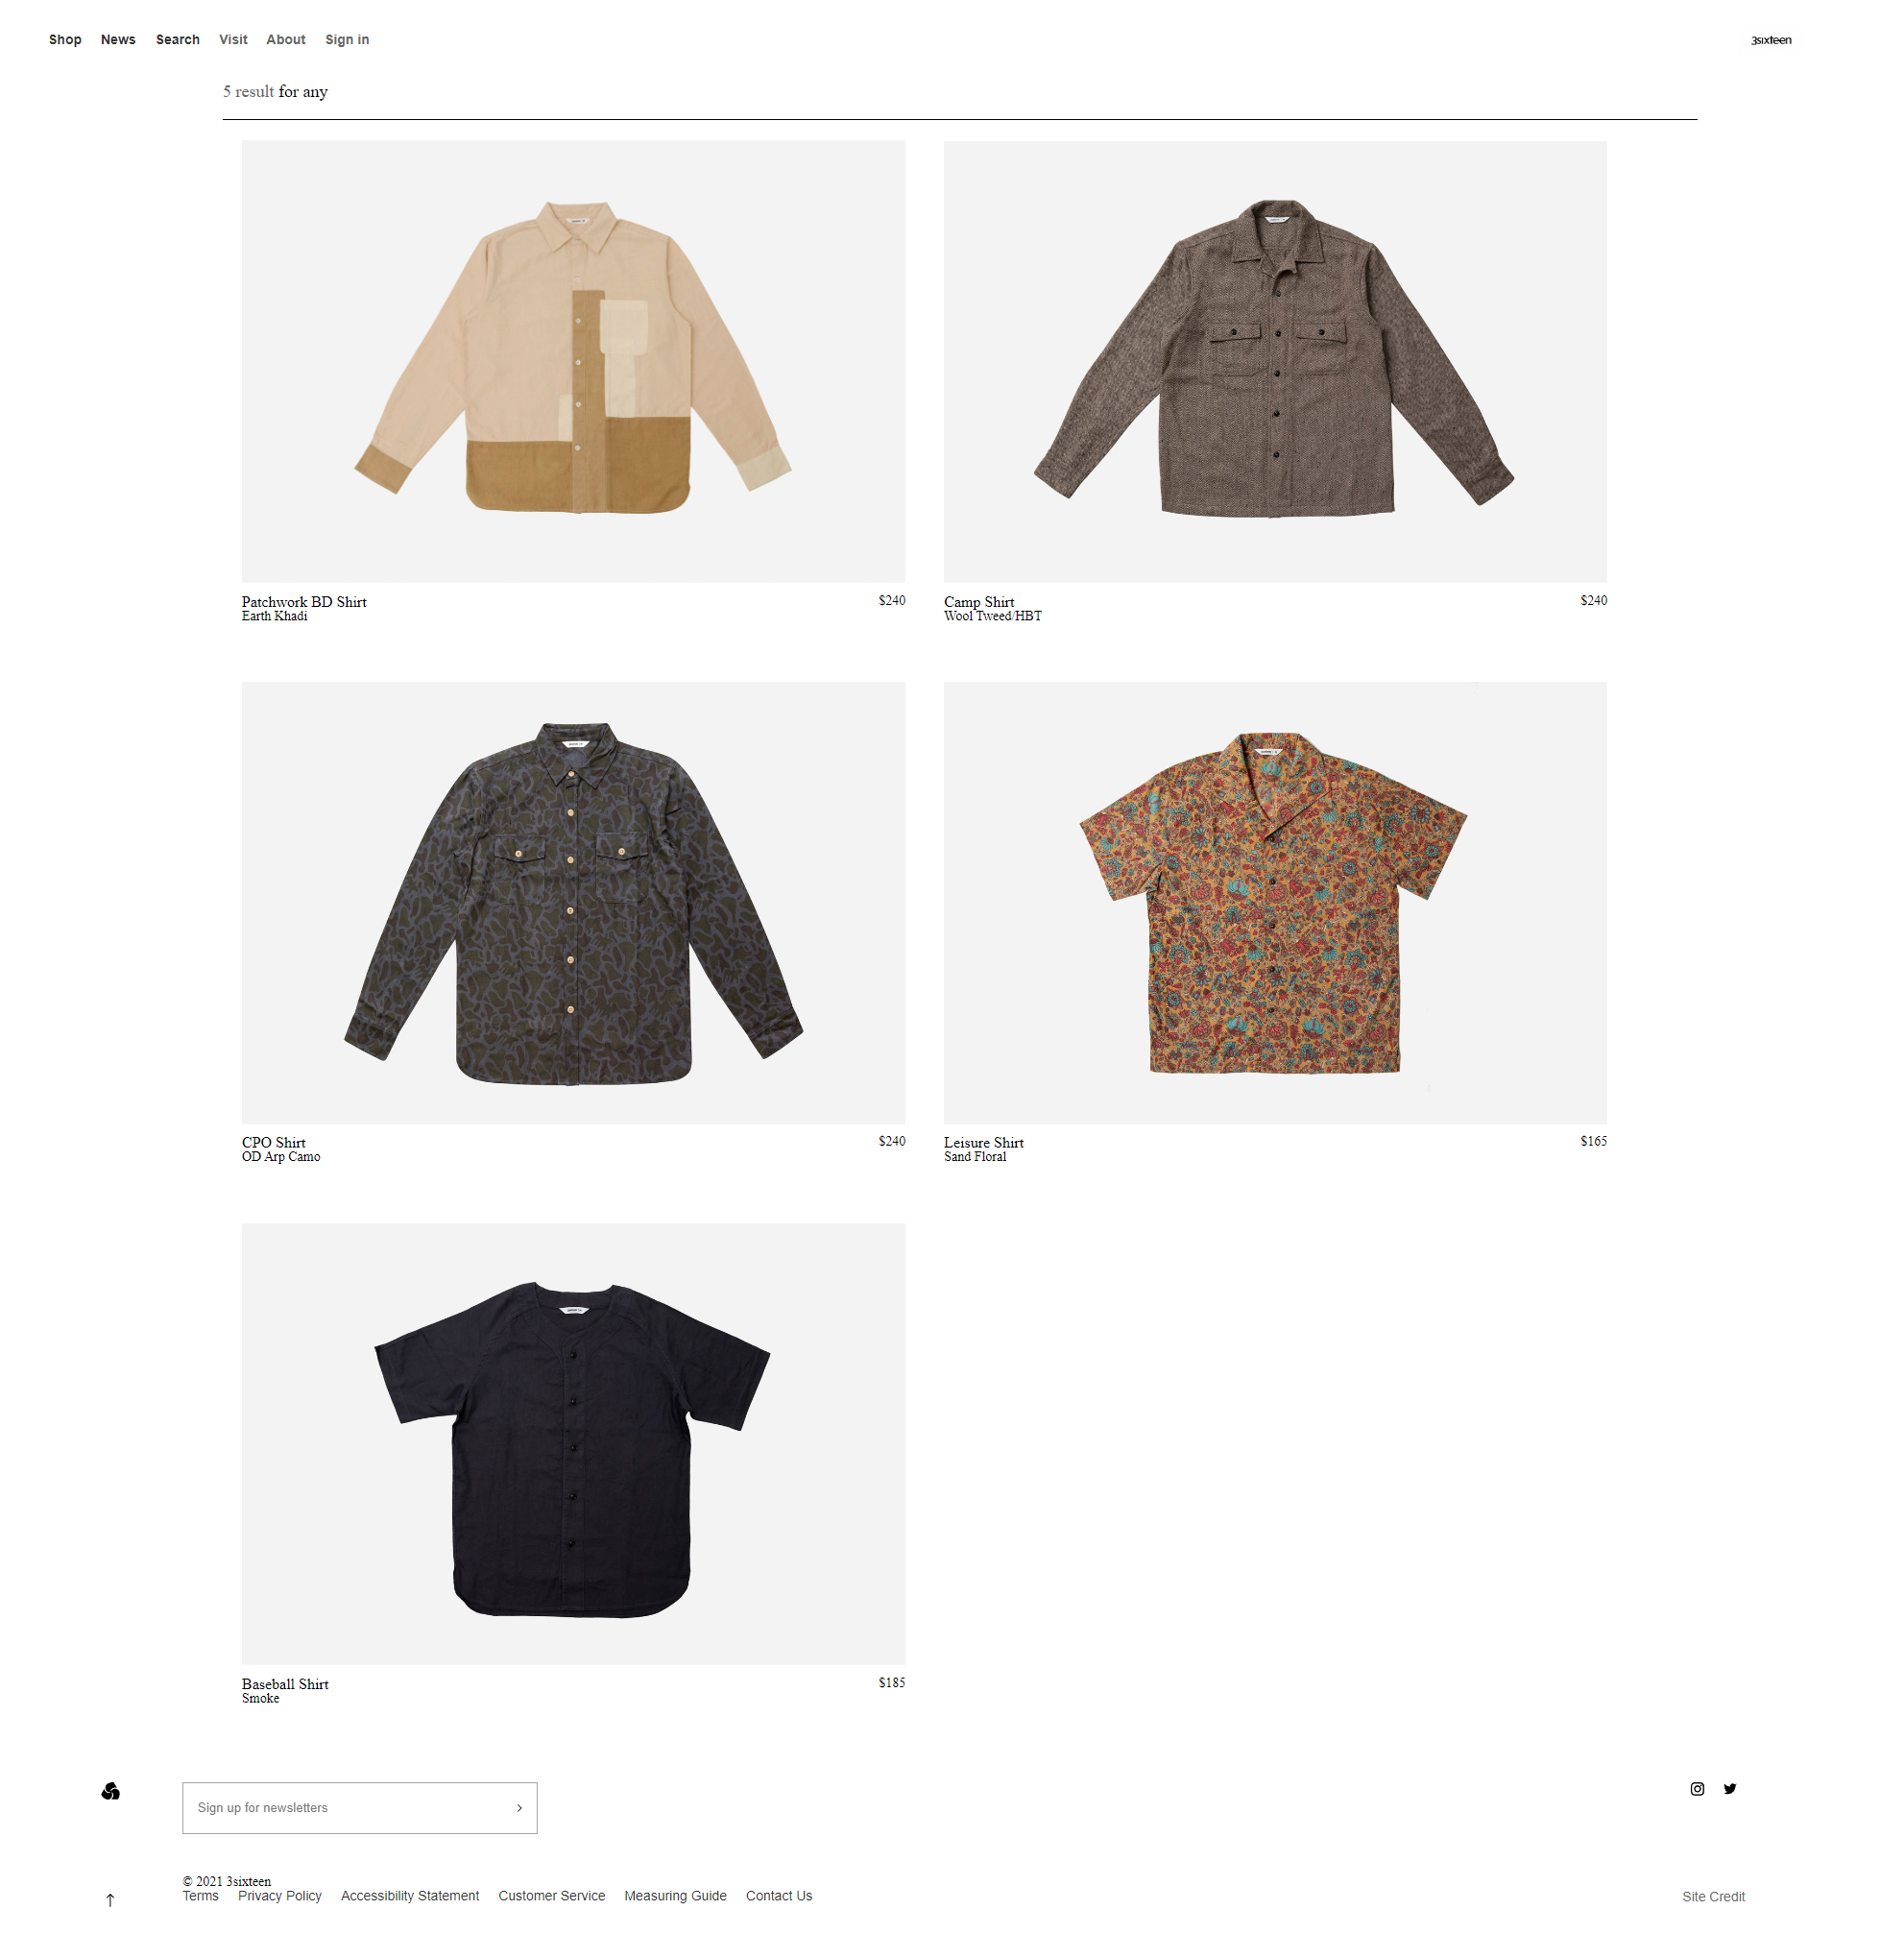 Shop News Search Visit About Sign in
3sixteen
5 result for any
Patchwork BD Shirt $240
Earth Khadi
Camp Shirt $240
Wool Tweed/HBT
CPO Shirt $240
OD Arp Camo
Leisure Shirt $165
Sand Floral
Baseball Shirt $185
Smoke
Sign up for newsletters
© 2021 3sixteen
Terms Privacy Policy Accessibility Statement Customer Service Measuring Guide Contact Us
Site Credit